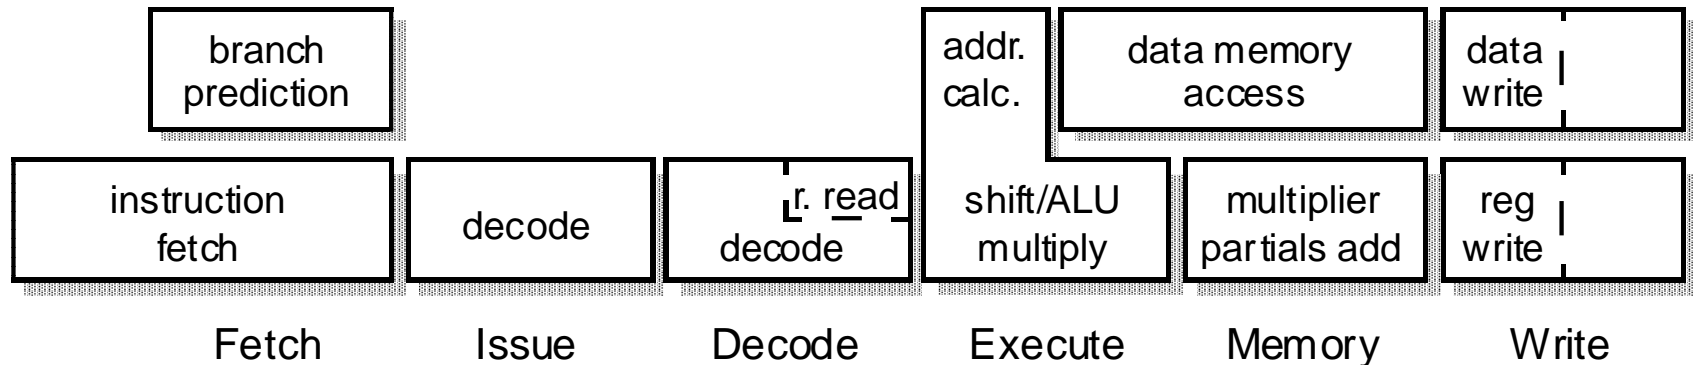 branch
prediction
addr.
calc.
data memory
access
data
write
instruction
fetch
decode
r. read
decode
shift/ALU
multiply
multiplier
partials add
reg
write
Fetch
Issue
Decode
Execute
Memory
Write